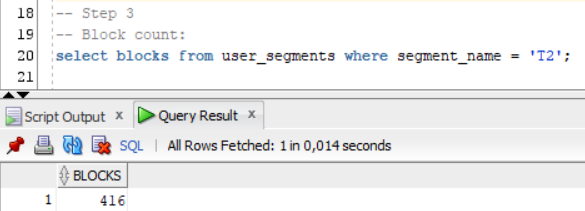 18 -- Step 3
19 -- Block count:
20 select blocks from user_segments where segment_name = 'T2';
21
Script Output x Query Result x
SQL | All Rows Fetched: 1 in 0,014 seconds
BLOCKS
1 416